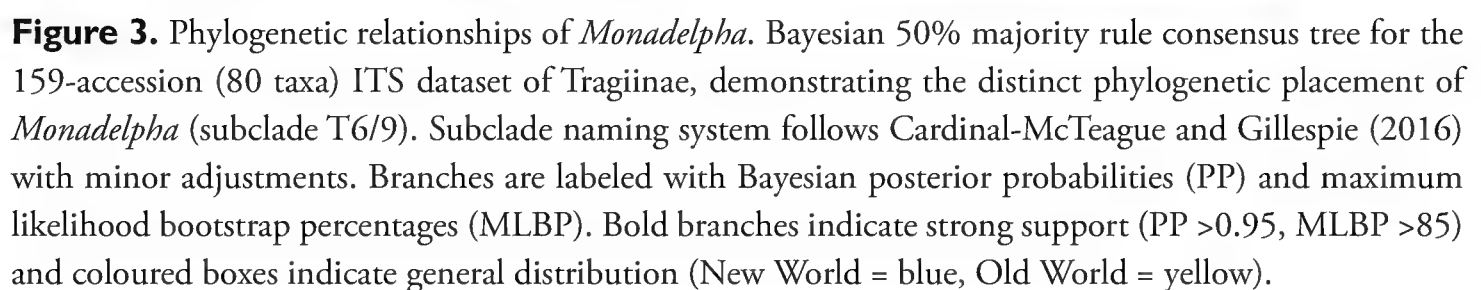 Figure 3. Phylogenetic relationships of Monadelpha. Bayesian 50% majority rule consensus tree for the
159-accession (80 taxa) ITS dataset of Tragiinae, demonstrating the distinct phylogenetic placement of
Monadelpha (subclade T6/9). Subclade naming system follows Cardinal-McTeague and Gillespie (2016)
with minor adjustments. Branches are labeled with Bayesian posterior probabilities (PP) and maximum
likelihood bootstrap percentages (MLBP). Bold branches indicate strong support (PP >0.95, MLBP >85)
and coloured boxes indicate general distribution (New World = blue, Old World = yellow).